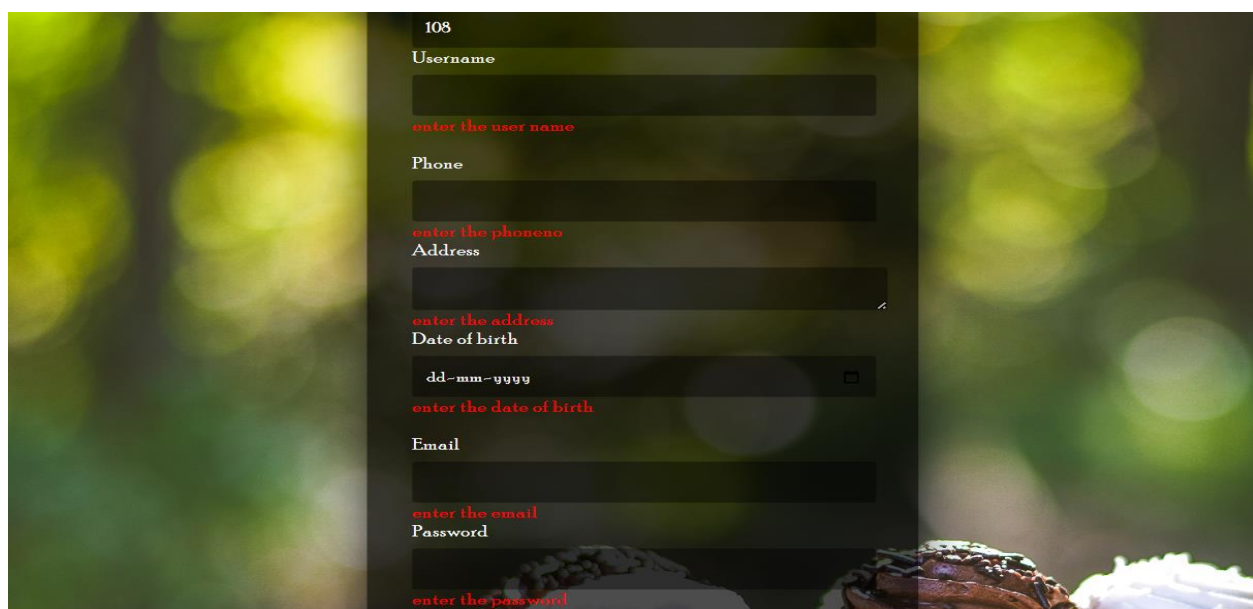 108
Username
enter the user name
Phone
enter the phoneno
Address
enter the address
Date of birth
dd-mm-yyyy
enter the date of birth
Email
enter the email
Password
enter the password